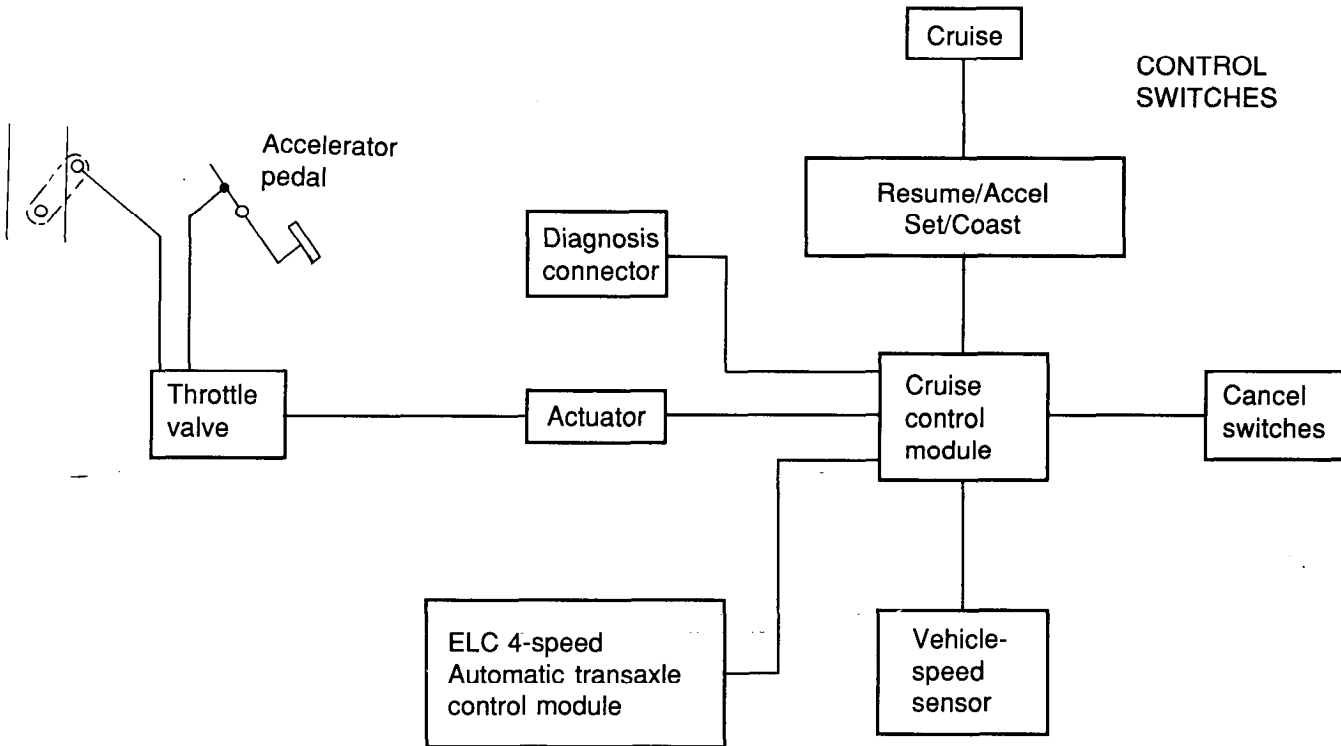 Cruise
CONTROL
SWITCHES
Accelerator
pedal
Resume/Accel
Set/Coast
Diagnosis
connector
Throttle
valve
Actuator
Cruise
control
module
Cancel
switches
ELC 4-speed
Automatic transaxle
control module
Vehicle-
speed
sensor